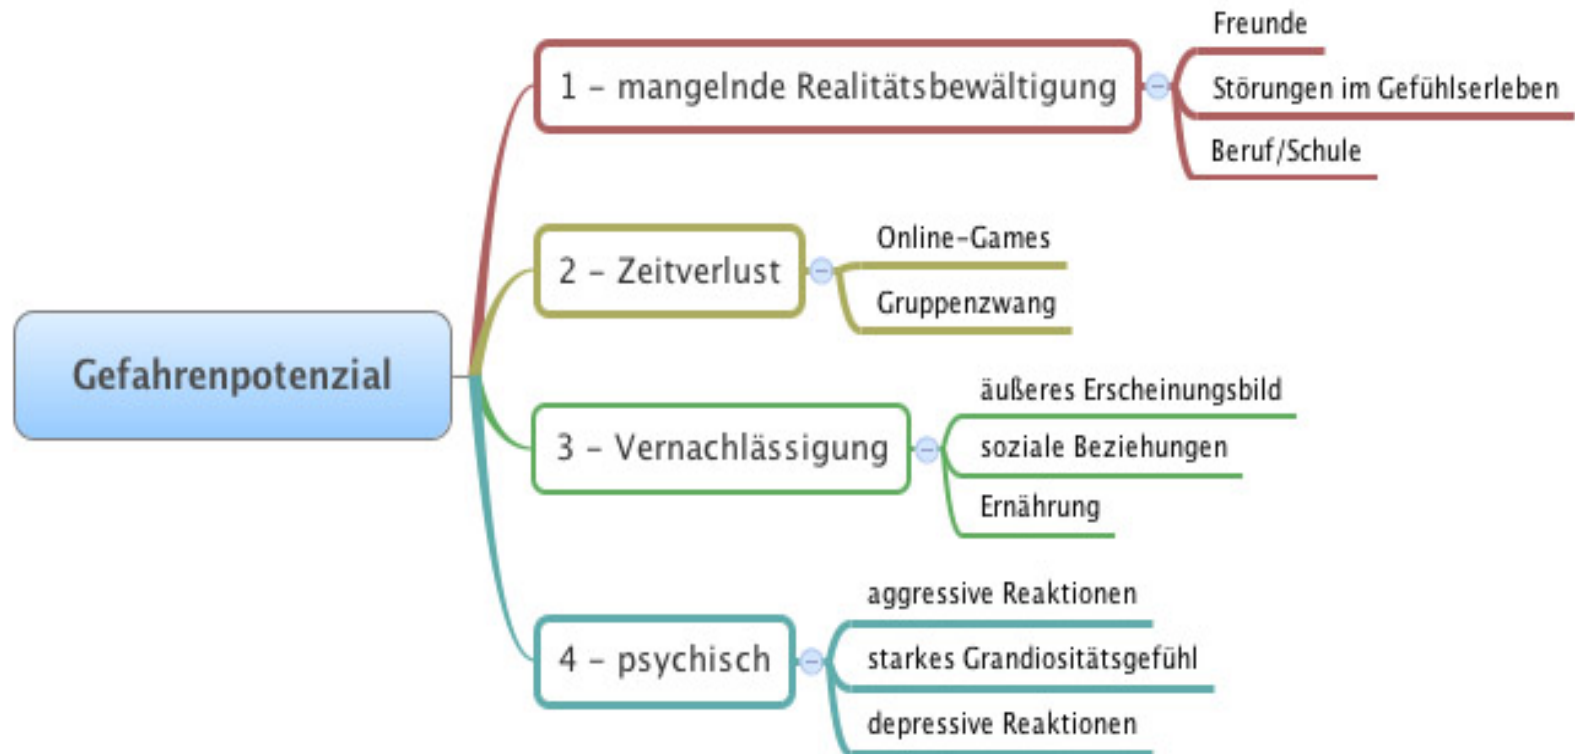 Gefahrenpotenzial
1 – mangelnde Realitätsbewältigung
Freunde
Störungen im Gefühlserleben
Beruf/Schule
2 – Zeitverlust
Online-Games
Gruppenzwang
3 – Vernachlässigung
äußeres Erscheinungsbild
soziale Beziehungen
Ernährung
4 – psychisch
aggressive Reaktionen
starkes Grandiositätsgefühl
depressive Reaktionen